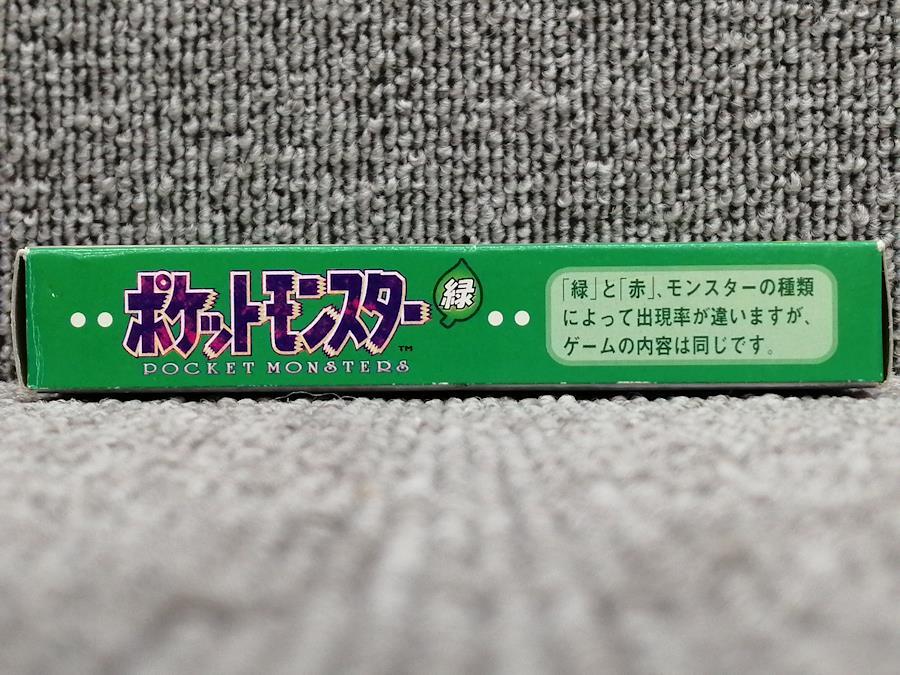 ポケットモンスター 緑
TM
POCKET MONSTERS
「緑」と「赤」、モンスターの種類
によって出現率が違いますが、
ゲームの内容は同じです。